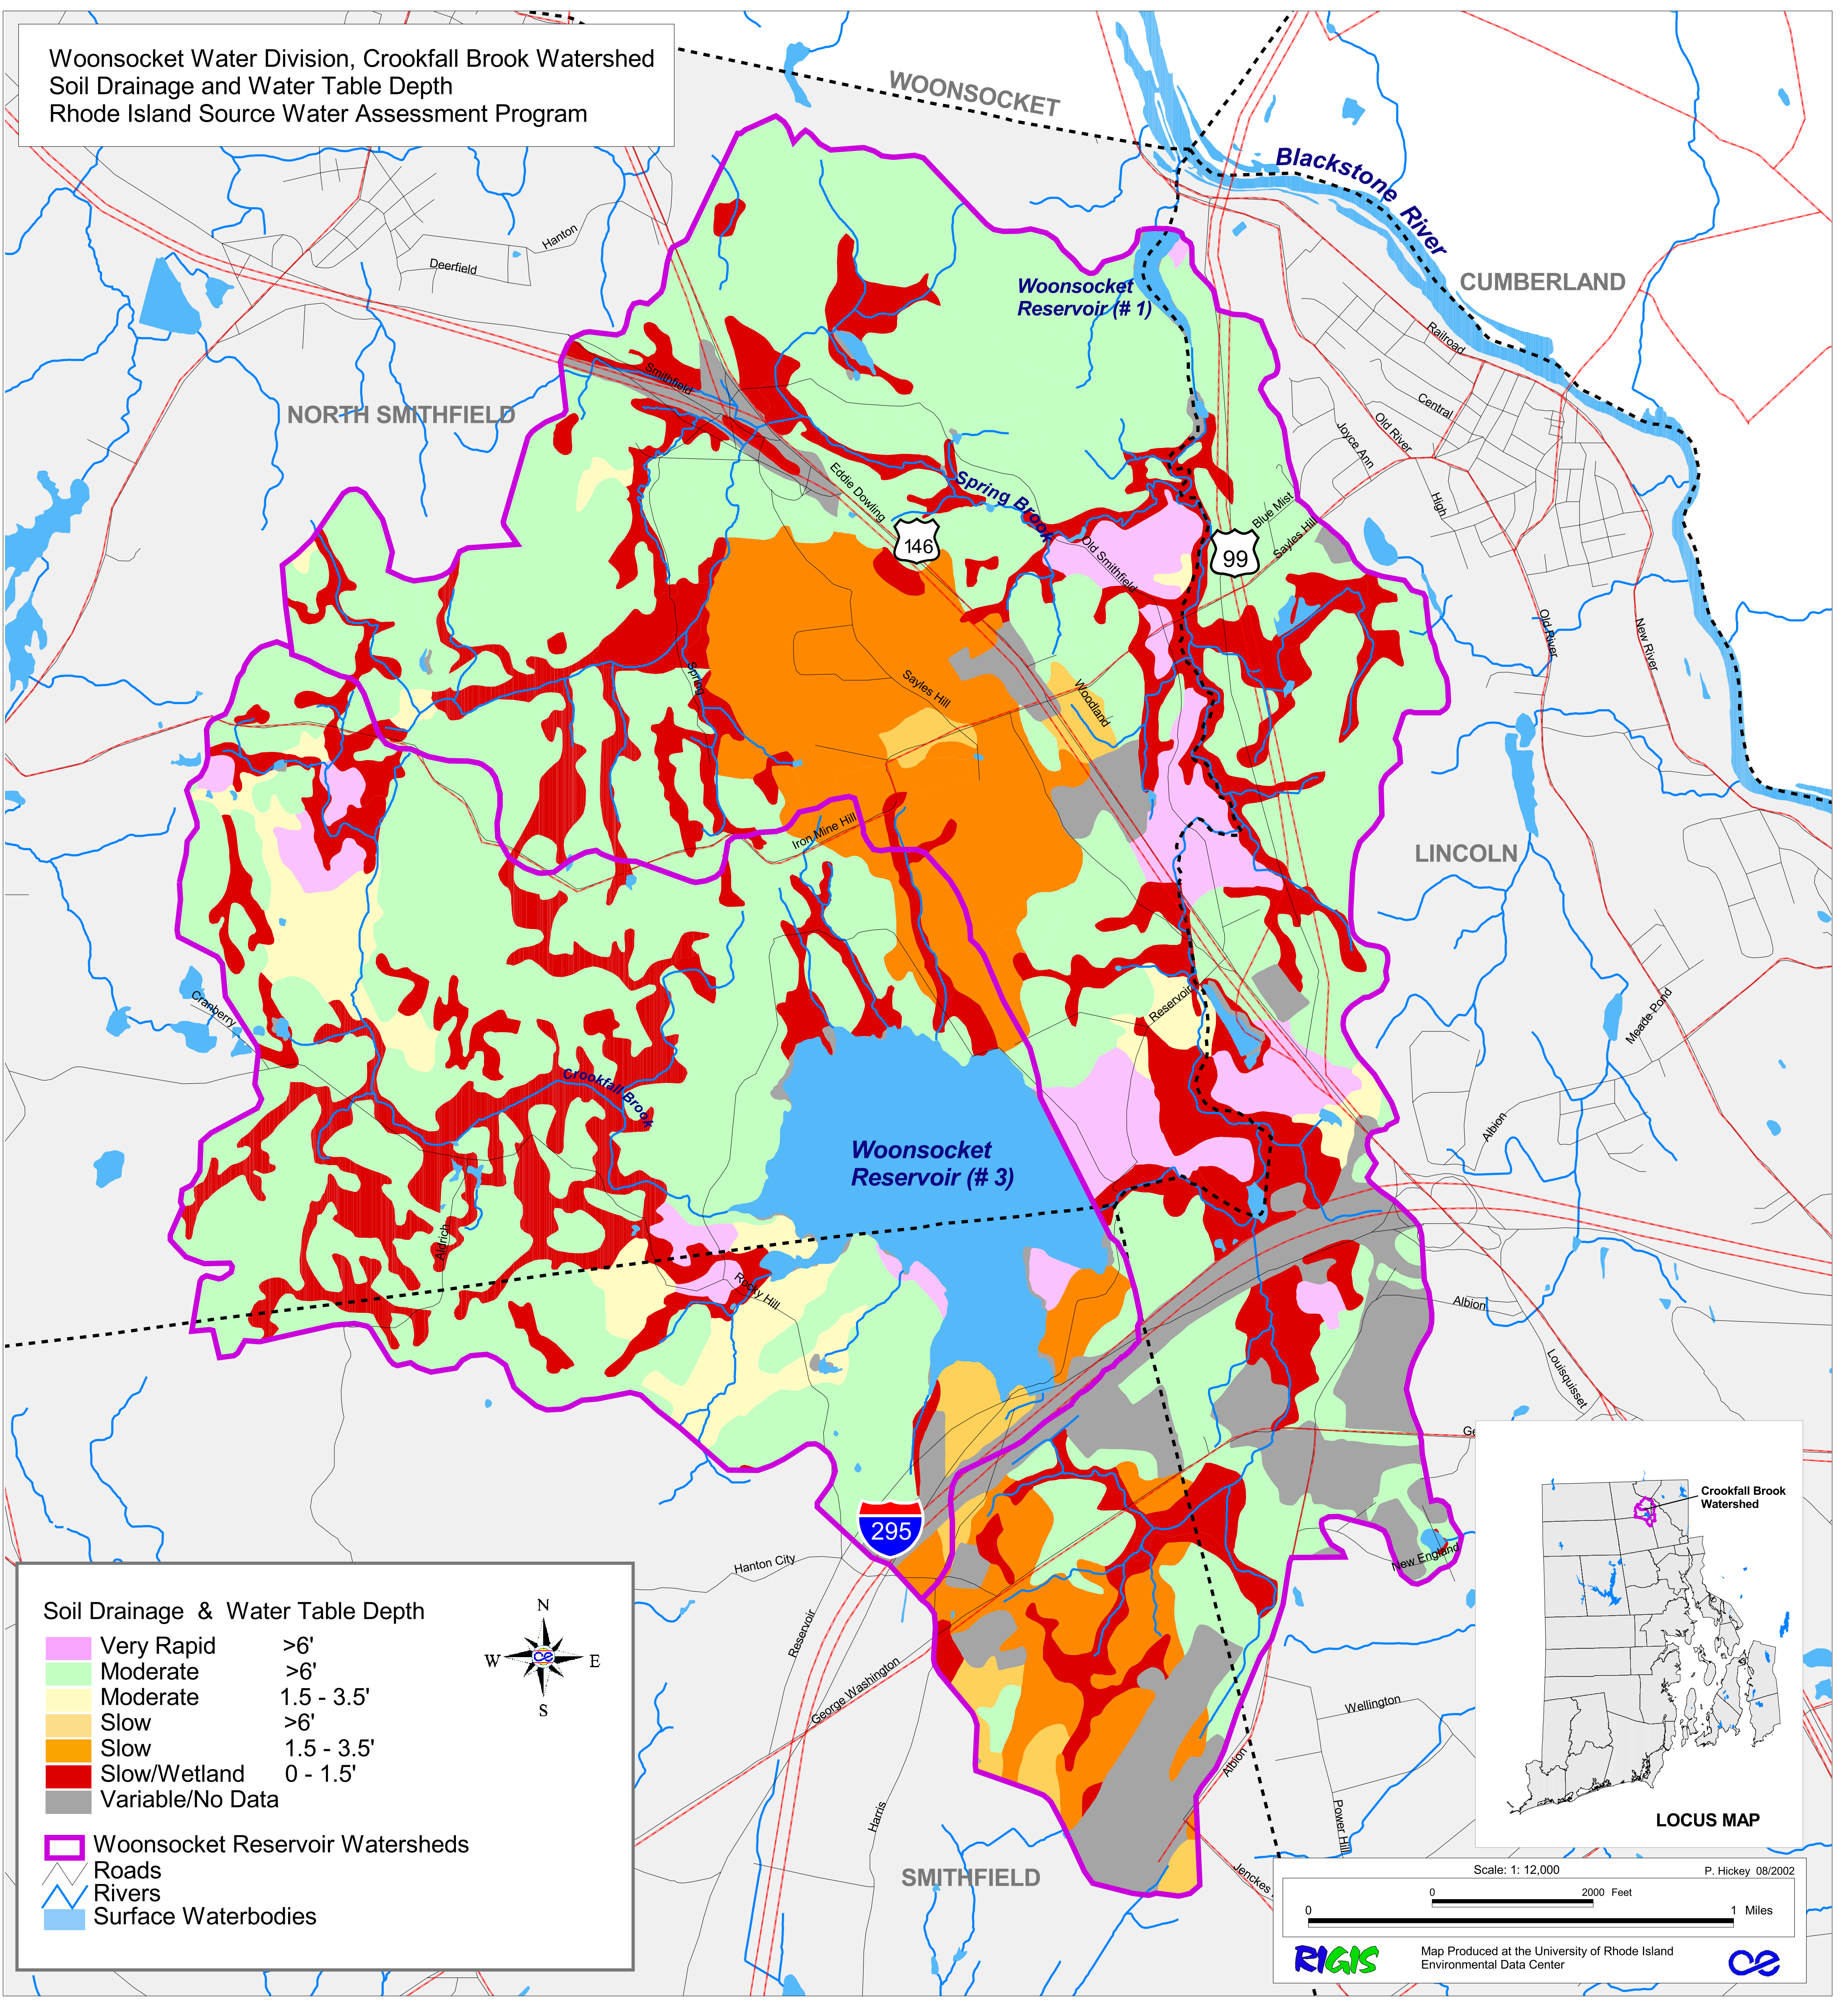 Woonsocket Water Division, Crookfall Brook Watershed
Soil Drainage and Water Table Depth
Rhode Island Source Water Assessment Program
WOONSOCKET
Blackstone River
CUMBERLAND
Hanton
Deerfield
Woonsocket
Reservoir (# 1)
Railroad
Smithfield
NORTH SMITHFIELD
Central
Old River
Joyce Ann
Eddie Dowling
Spring Brook
High
Blue Mist
Sayles Hill
146
99
Old Smithfield
Old River
New River
Spring
Sayles Hill
Woodland
Iron Mine Hill
LINCOLN
Cranberry
Reservoir
Meade Pond
Crookfall Brook
Albion
Woonsocket
Reservoir (# 3)
Aldrich
Rocky Hill
Albion
Louisquisset
Ge
295
Hanton City
New England
Crookfall Brook
Watershed
LOCUS MAP
Reservoir
George Washington
Wellington
Albion
Power Hill
Harris
SMITHFIELD
Jenckes
Soil Drainage & Water Table Depth
Very Rapid >6'
Moderate >6'
Moderate 1.5 - 3.5'
Slow >6'
Slow 1.5 - 3.5'
Slow/Wetland 0 - 1.5'
Variable/No Data
Woonsocket Reservoir Watersheds
Roads
Rivers
Surface Waterbodies
N
W
E
S
ce
Scale: 1: 12,000
P. Hickey 08/2002
0 2000 Feet
0 1 Miles
RIGIS
Map Produced at the University of Rhode Island
Environmental Data Center
ce